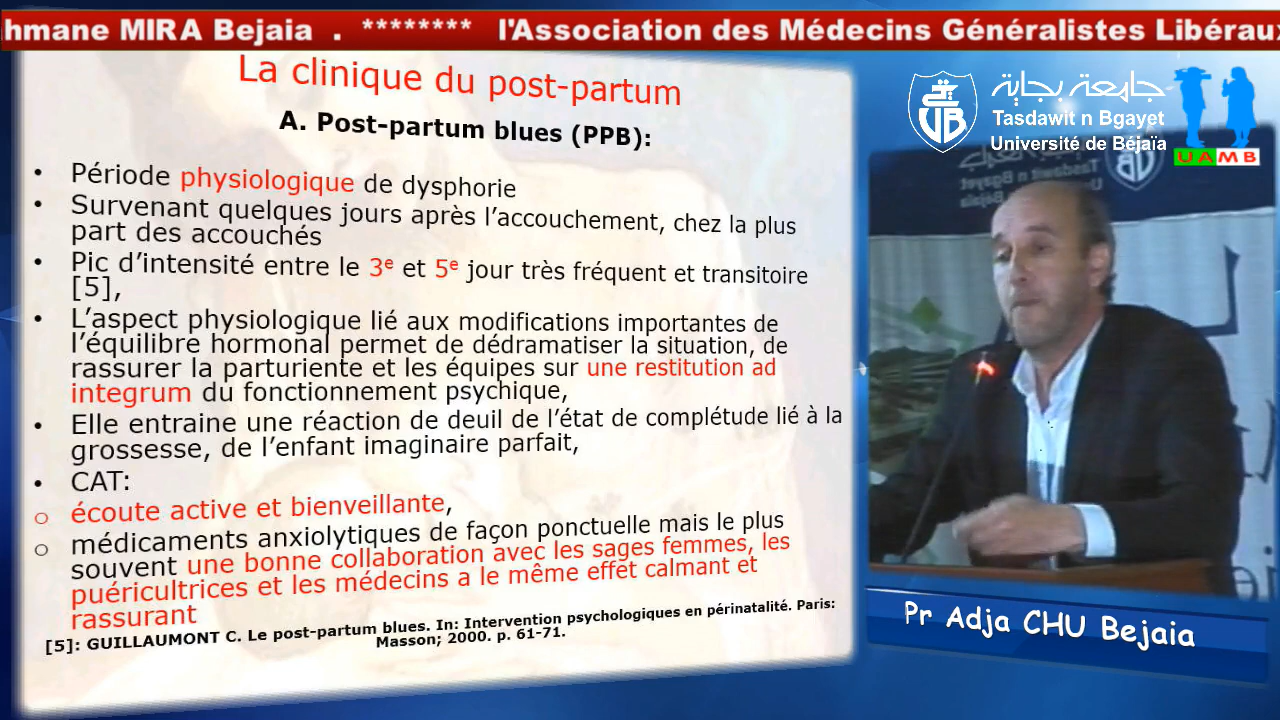 hmane MIRA Bejaia . ******** l'Association des Médecins Généralistes Libéraux
La clinique du post-partum
A. Post-partum blues (PPB):
• Période physiologique de dysphorie
• Survenant quelques jours après l’accouchement, chez la plus
part des accouchés
• Pic d’intensité entre le 3e et 5e jour très fréquent et transitoire
[5],
• L’aspect physiologique lié aux modifications importantes de
l’équilibre hormonal permet de dédramatiser la situation, de
rassurer la parturiente et les équipes sur une restitution ad
integrum du fonctionnement psychique,
• Elle entraine une réaction de deuil de l’état de complétude lié à la
grossesse, de l’enfant imaginaire parfait,
• CAT:
o écoute active et bienveillante,
o médicaments anxiolytiques de façon ponctuelle mais le plus
souvent une bonne collaboration avec les sages femmes, les
puéricultrices et les médecins a le même effet calmant et
rassurant
[5]: GUILLAUMONT C. Le post-partum blues. In: Intervention psychologiques en périnatalité. Paris:
Masson; 2000. p. 61-71.
جامعة بجاية
Tasdawit n Bgayet
Université de Béjaïa
UAMB
Pr Adja CHU Bejaia